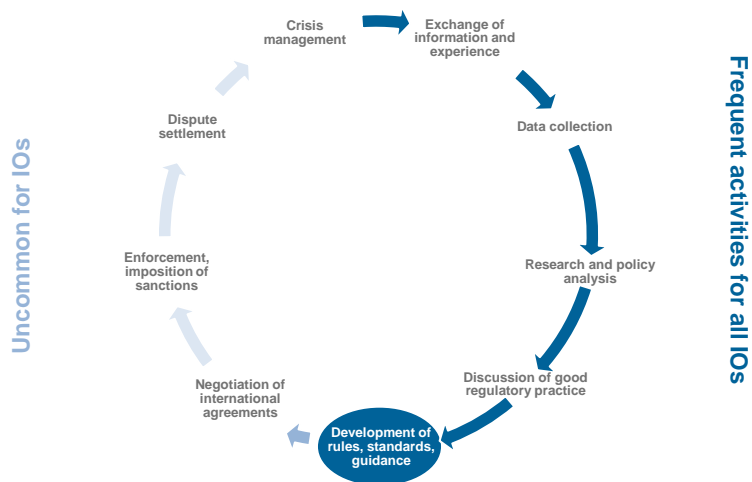 Crisis
management
Exchange of
information and
experience
Data collection
Research and policy
analysis
Discussion of good
regulatory practice
Development of
rules, standards,
guidance
Negotiation of
international
agreements
Enforcement,
imposition of
sanctions
Dispute
settlement
Uncommon for IOs
Frequent activities for all IOs